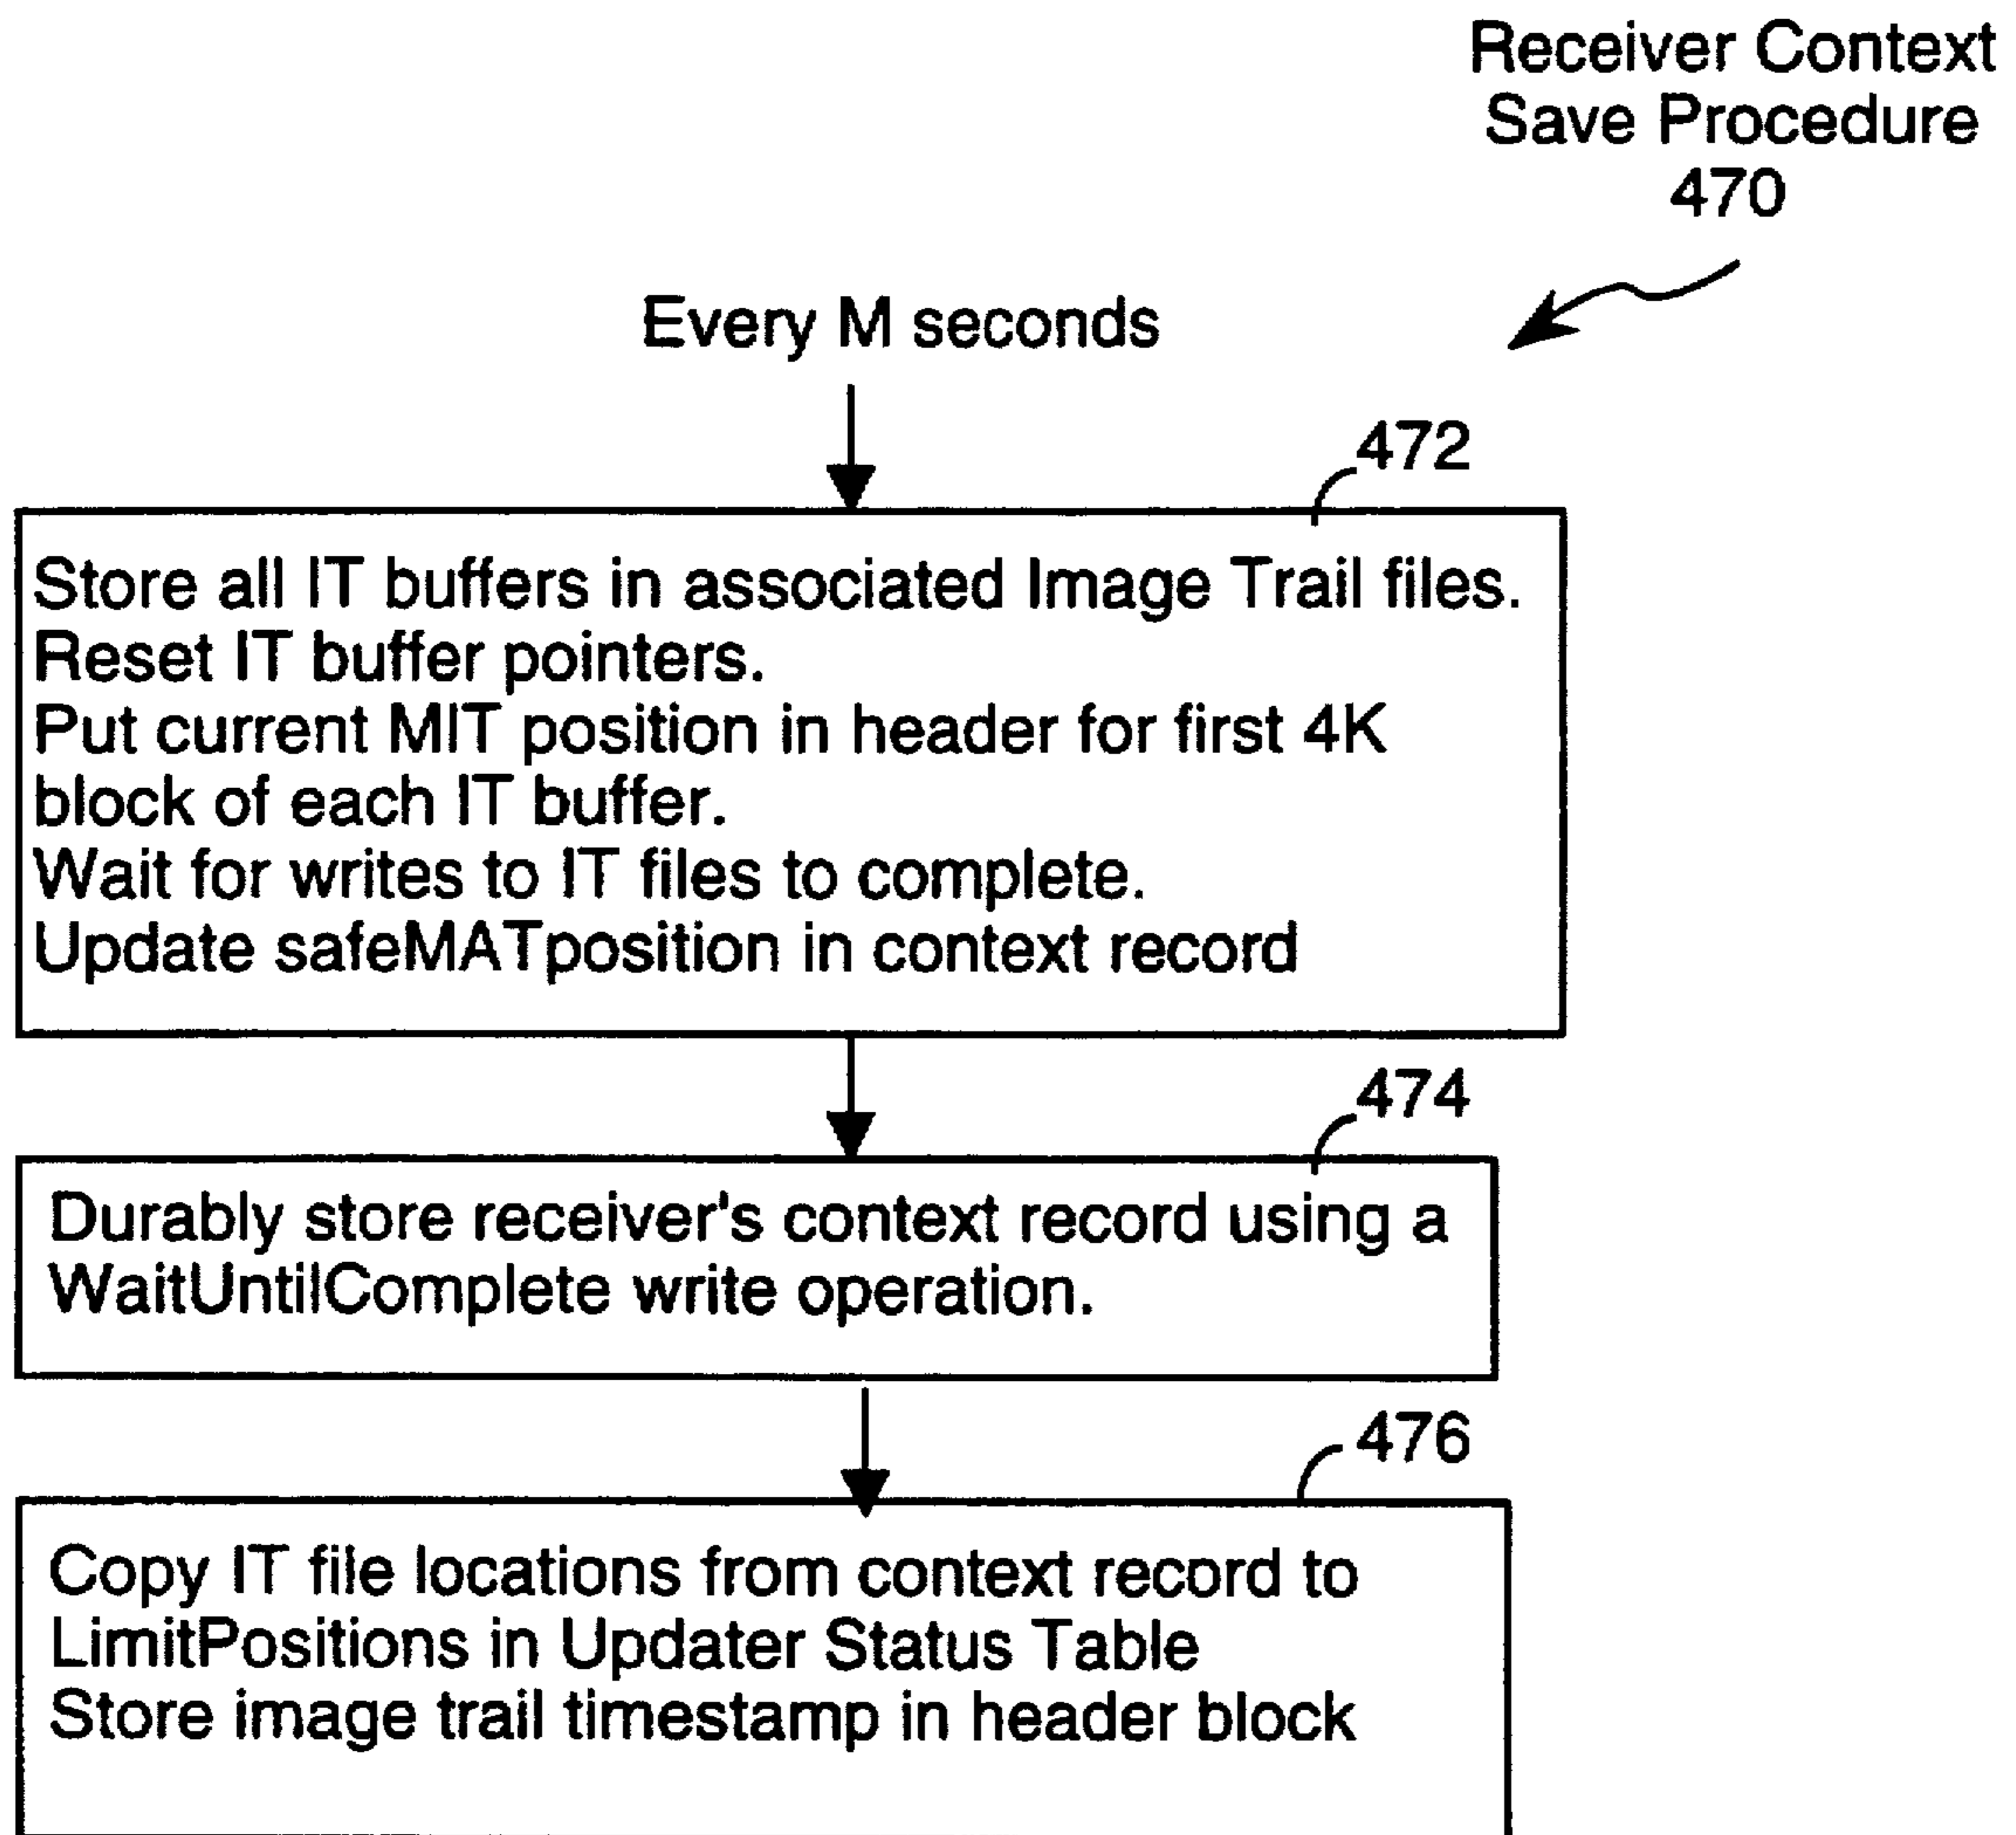 Receiver Context
Save Procedure
470
Every M seconds
472
Store all IT buffers in associated Image Trail files.
Reset IT buffer pointers.
Put current MIT position in header for first 4K
block of each IT buffer.
Wait for writes to IT files to complete.
Update safeMATposition in context record
474
Durably store receiver's context record using a
WaitUntilComplete write operation.
476
Copy IT file locations from context record to
LimitPositions in Updater Status Table
Store image trail timestamp in header block